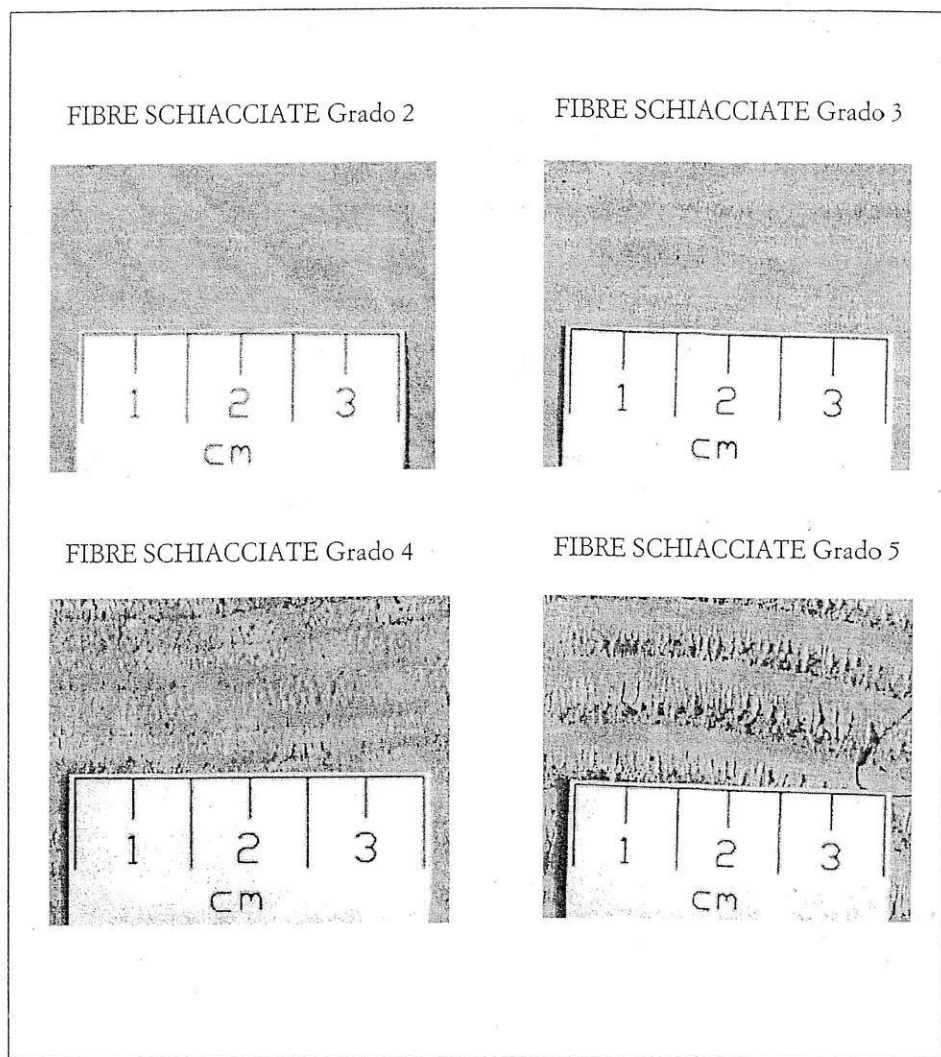 FIBRE SCHIACCIATE Grado 2
FIBRE SCHIACCIATE Grado 3
1 2 3
cm
1 2 3
cm
FIBRE SCHIACCIATE Grado 4
FIBRE SCHIACCIATE Grado 5
1 2 3
cm
1 2 3
cm